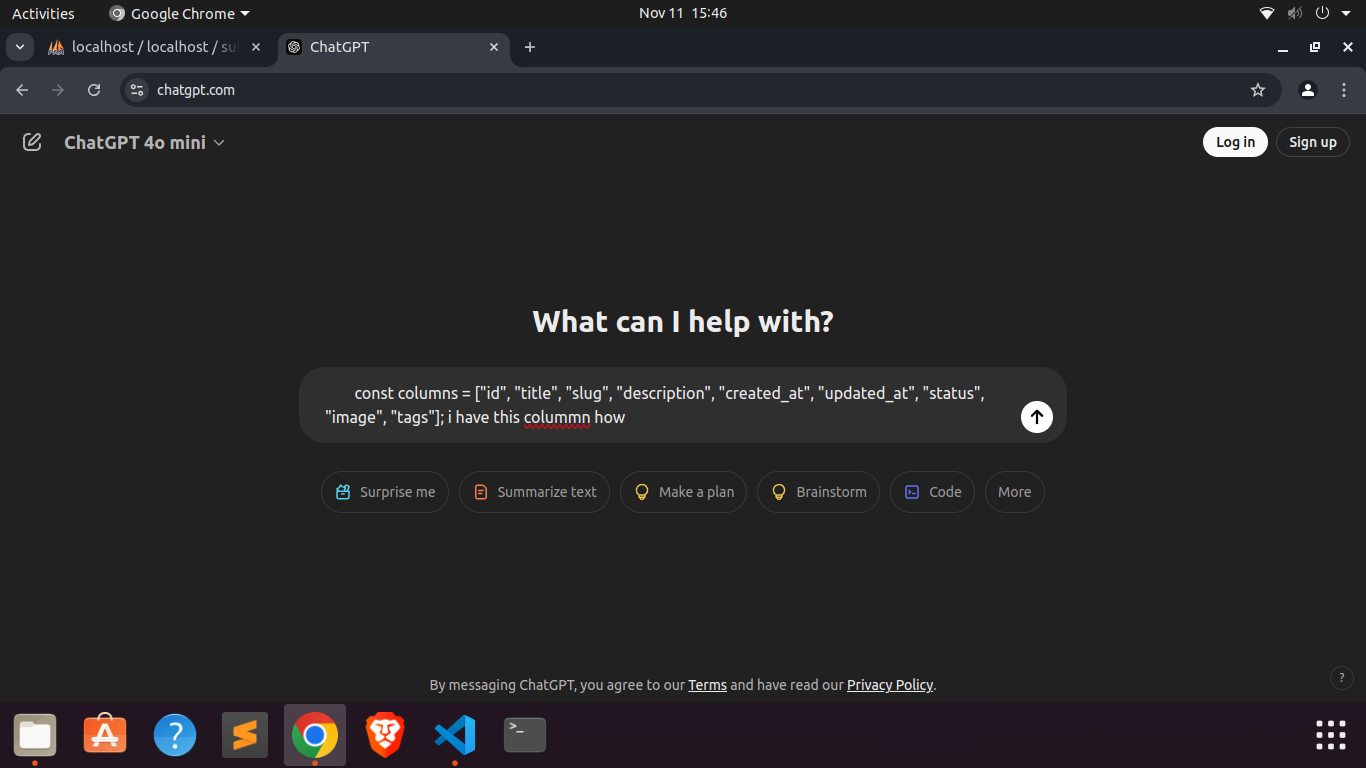 Activities
Google Chrome
Nov 11 15:46
localhost / localhost / su
ChatGPT
chatgpt.com
ChatGPT 4o mini
Log in
Sign up
What can I help with?
const columns = ["id", "title", "slug", "description", "created_at", "updated_at", "status",
"image", "tags"]; i have this colummn how
Surprise me
Summarize text
Make a plan
Brainstorm
Code
More
By messaging ChatGPT, you agree to our Terms and have read our Privacy Policy.
?